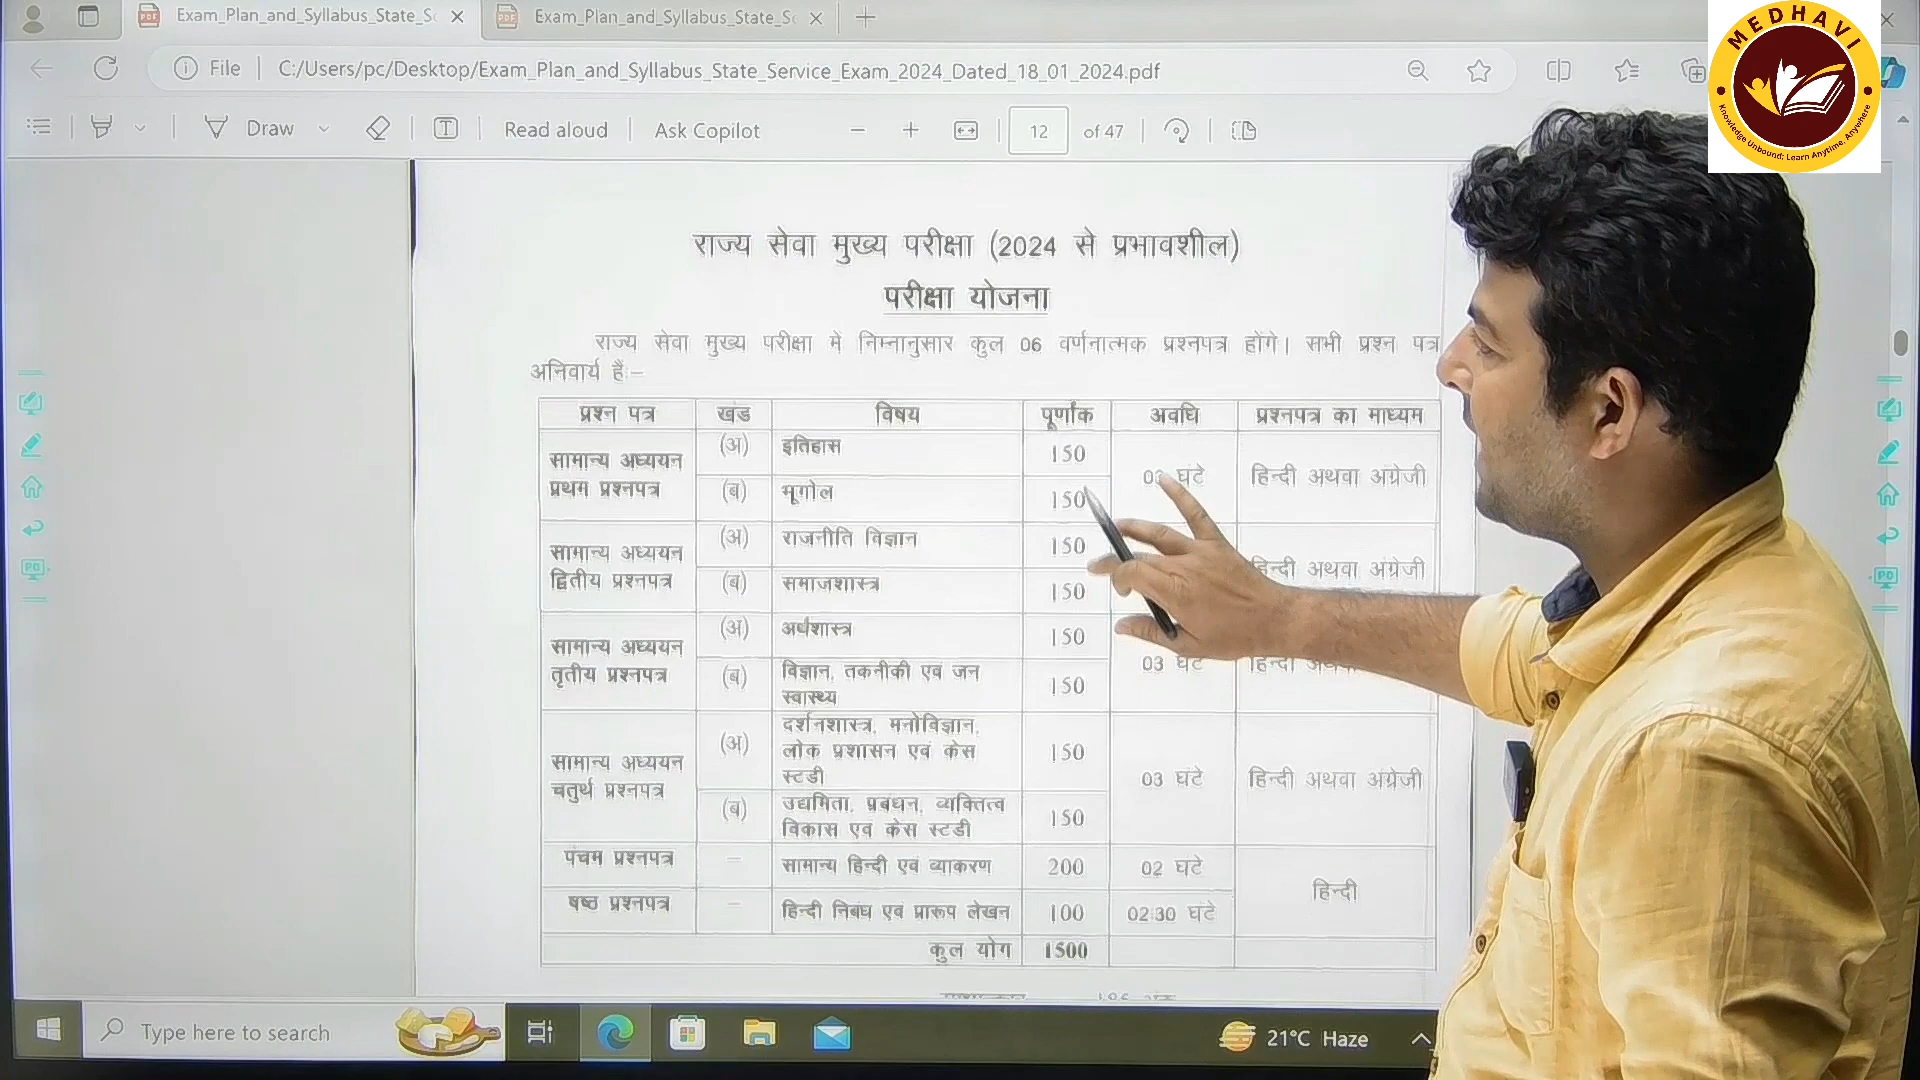 Exam_Plan_and_Syllabus_State_S
Exam_Plan_and_Syllabus_State_S
MEDHAVI
Knowledge Unbound: Learn Anytime, Anywhere
File
C:/Users/pc/Desktop/Exam_Plan_and_Syllabus_State_Service_Exam_2024_Dated_18_01_2024.pdf
Draw
Read aloud
Ask Copilot
12 of 47
राज्य सेवा मुख्य परीक्षा (2024 से प्रभावशील)
परीक्षा योजना
राज्य सेवा मुख्य परीक्षा में निम्नानुसार कुल 06 वर्णनात्मक प्रश्नपत्र होंगे। सभी प्रश्न पत्र
अनिवार्य हैं:–
प्रश्न पत्र खंड विषय पूर्णांक अवधि प्रश्नपत्र का माध्यम
सामान्य अध्ययन
प्रथम प्रश्नपत्र
(अ) इतिहास 150
(ब) भूगोल 150
घंटे हिन्दी अथवा अंग्रेजी
सामान्य अध्ययन
द्वितीय प्रश्नपत्र
(अ) राजनीति विज्ञान 150
(ब) समाजशास्त्र 150
हिन्दी अथवा अंग्रेजी
सामान्य अध्ययन
तृतीय प्रश्नपत्र
(अ) अर्थशास्त्र 150
(ब) विज्ञान, तकनीकी एवं जन
स्वास्थ्य 150
03 घंटे हिन्दी
सामान्य अध्ययन
चतुर्थ प्रश्नपत्र
(अ) दर्शनशास्त्र, मनोविज्ञान,
लोक प्रशासन एवं केस
स्टडी 150
(ब) उद्यमिता, प्रबंधन, व्यक्तित्व
विकास एवं केस स्टडी 150
03 घंटे हिन्दी अथवा अंग्रेजी
पंचम प्रश्नपत्र – सामान्य हिन्दी एवं व्याकरण 200 02 घंटे
षष्ठ प्रश्नपत्र – हिन्दी निबंध एवं प्रारूप लेखन 100 02:30 घंटे
हिन्दी
कुल योग 1500
Type here to search
21°C Haze